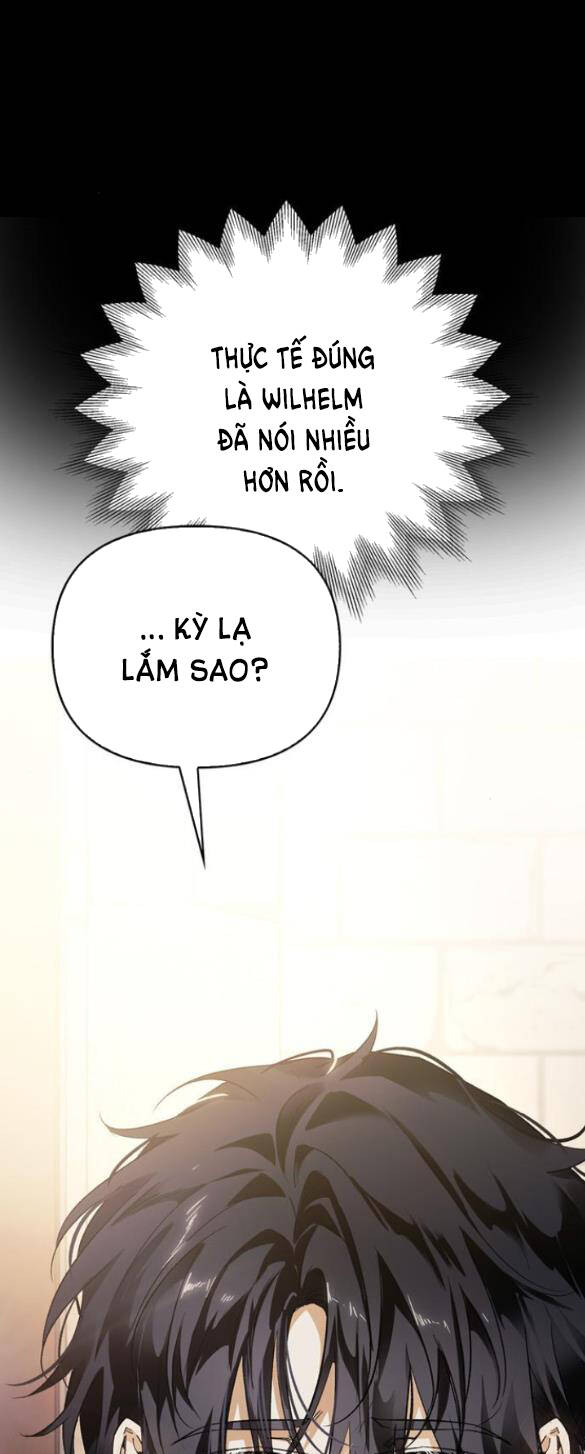 THỰC TẾ ĐÚNG
LÀ WILHELM
ĐÃ NÓI NHIỀU
HƠN RỒI.
... KỲ LẠ
LẮM SAO?